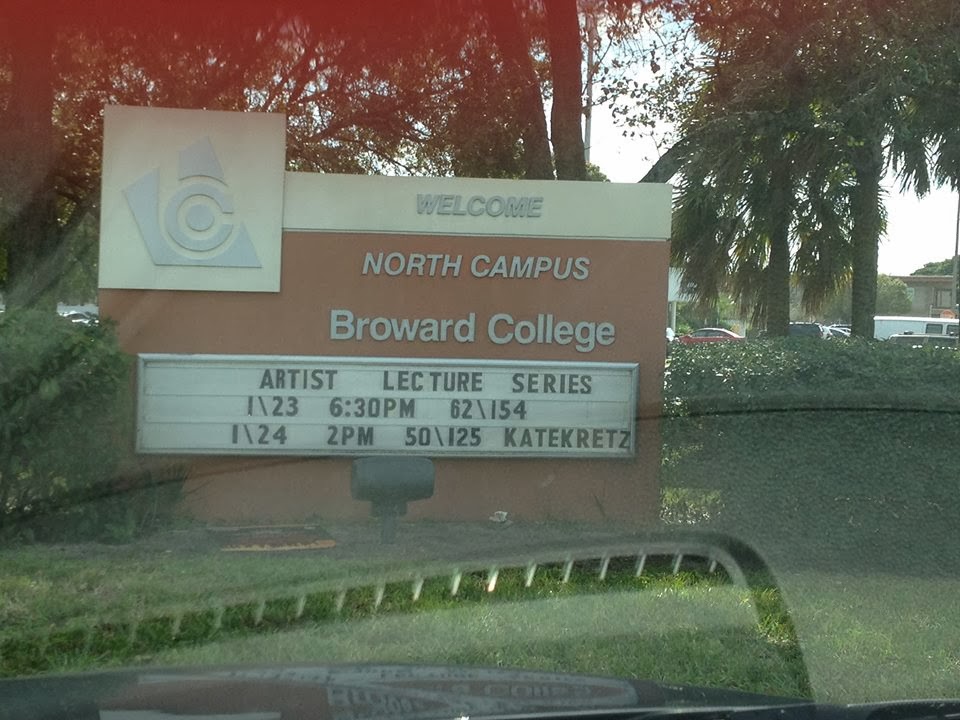 WELCOME
NORTH CAMPUS
Broward College
ARTIST LECTURE SERIES
1\23 6:30PM 62\154
1\24 2PM 50\125 KATEKRETZ